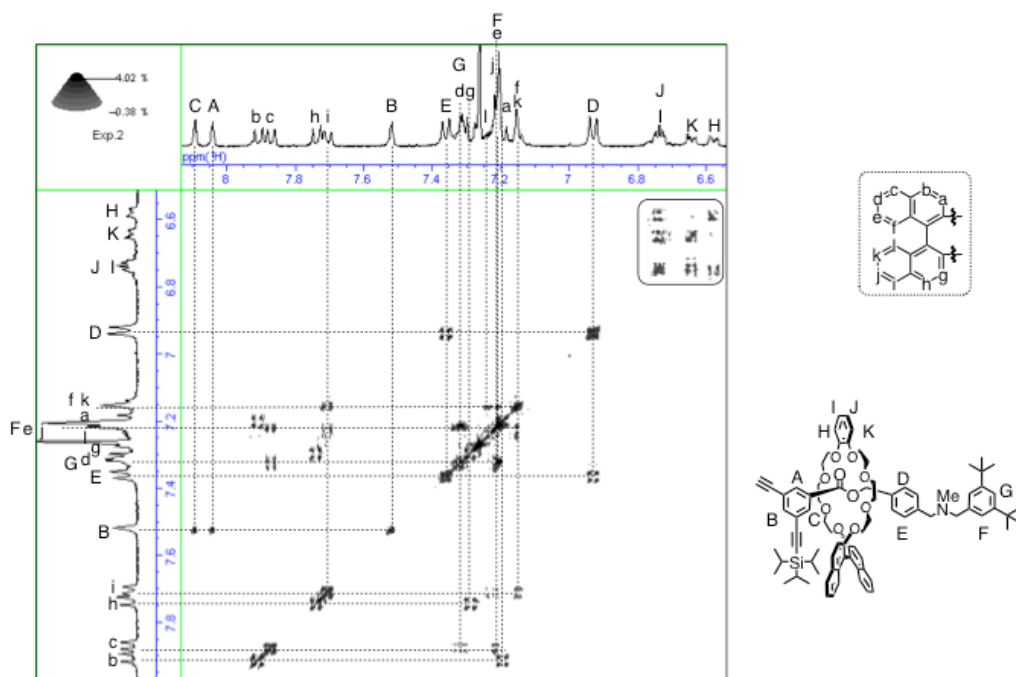 F
e
4.02 %
-0.38 %
Exp.2
C A b c h i B E G d g l j a f k D J I K H
ppm(¹H)
8 7.8 7.6 7.4 7.2 7 6.8 6.6
H
K
J I
D
f k
a
F e j l
g
G d
E
B
i
h
c
b
6.6
6.8
7
7.2
7.4
7.6
7.8
d c b a
e
f
l
k
j i h g
I J
H K
O O
O O
O O
A O D
O
B C Me G
N
E F
O O
O O
Si